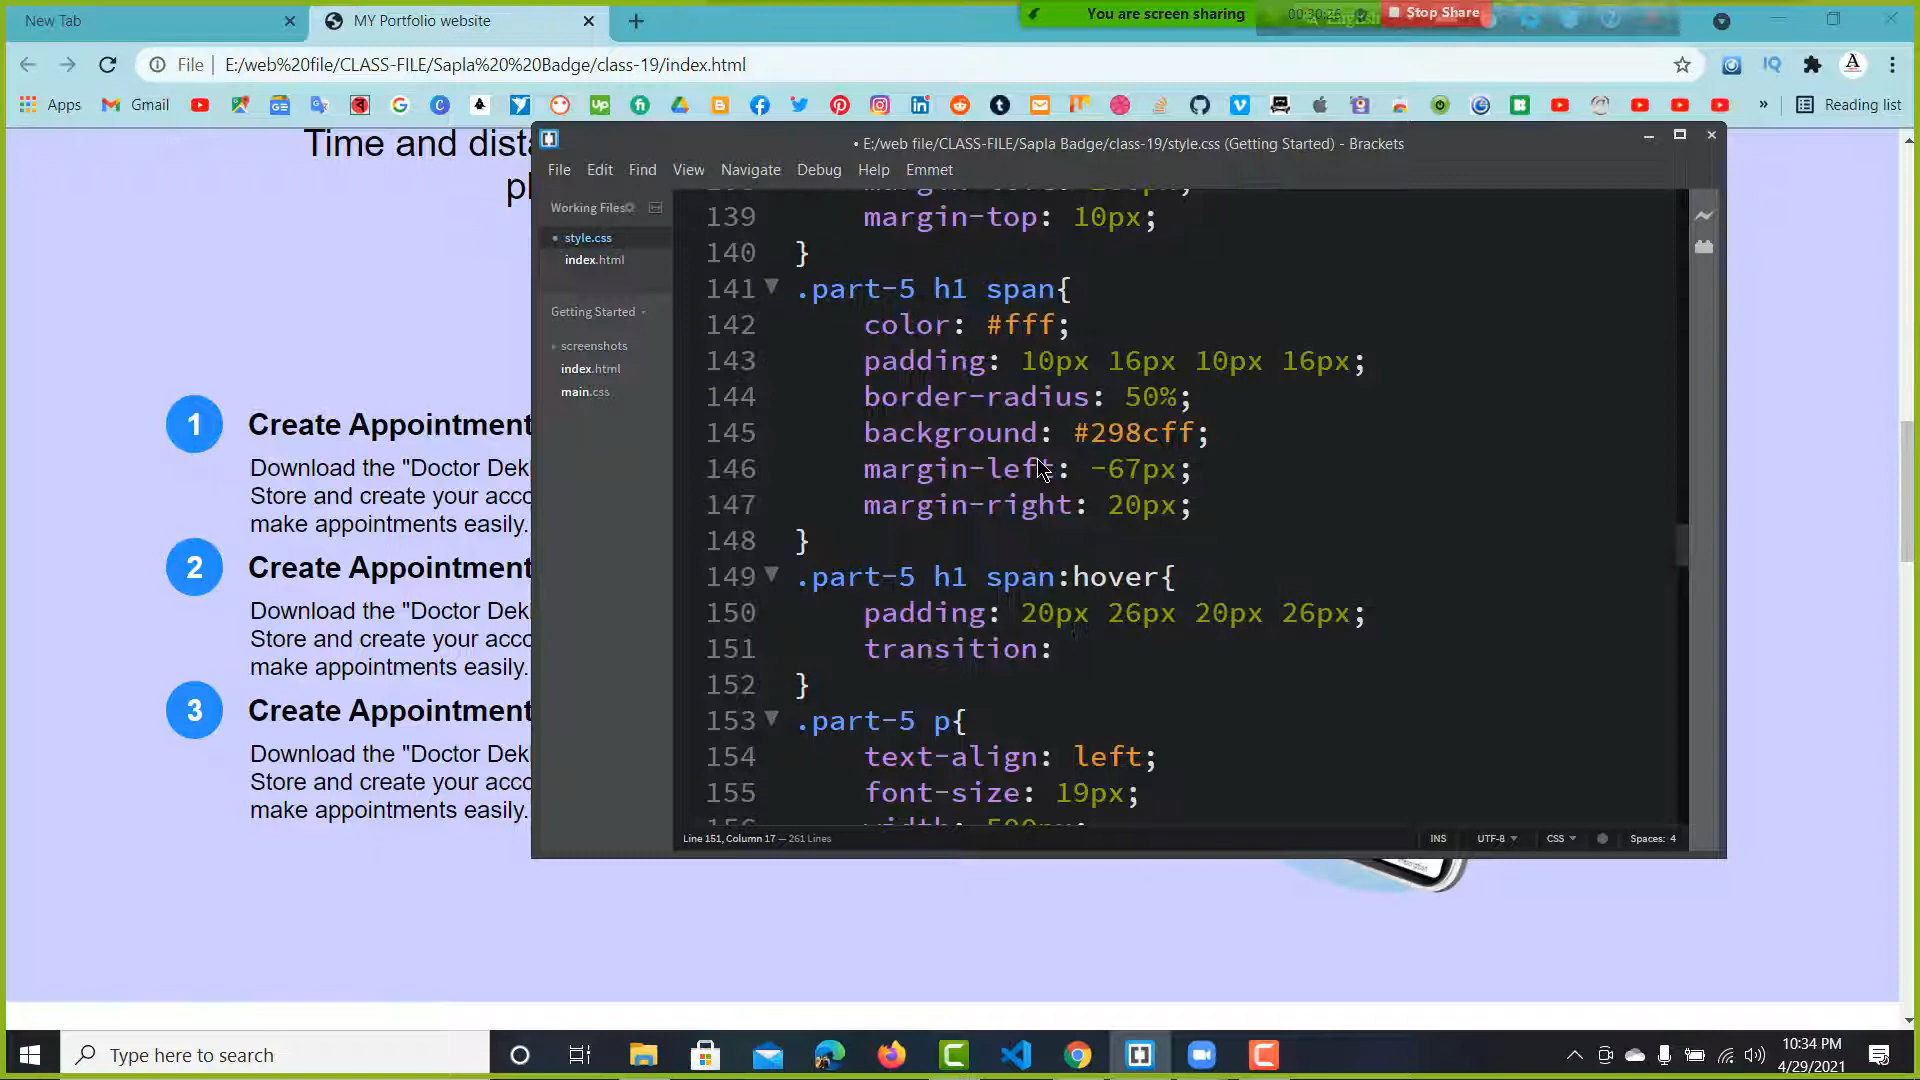 New Tab
MY Portfolio website
You are screen sharing
Stop Share
File
E:/web%20file/CLASS-FILE/Sapla%20%20Badge/class-19/index.html
Apps
Gmail
»
Reading list
Time and dist
• E:/web file/CLASS-FILE/Sapla Badge/class-19/style.css (Getting Started) - Brackets
File Edit Find View Navigate Debug Help Emmet
Working Files
style.css
index.html
Getting Started
screenshots
index.html
main.css
139 margin-top: 10px;
140 }
141 .part-5 h1 span{
142 color: #fff;
143 padding: 10px 16px 10px 16px;
144 border-radius: 50%;
145 background: #298cff;
146 margin-left: -67px;
147 margin-right: 20px;
148 }
149 .part-5 h1 span:hover{
150 padding: 20px 26px 20px 26px;
151 transition:
152 }
153 .part-5 p{
154 text-align: left;
155 font-size: 19px;
Line 151, Column 17 — 261 Lines
INS
UTF-8
CSS
Spaces: 4
1 Create Appointment
Download the "Doctor Dek
Store and create your acco
make appointments easily.
2 Create Appointment
Download the "Doctor Dek
Store and create your acco
make appointments easily.
3 Create Appointment
Download the "Doctor Dek
Store and create your acco
make appointments easily.
Type here to search
10:34 PM
4/29/2021